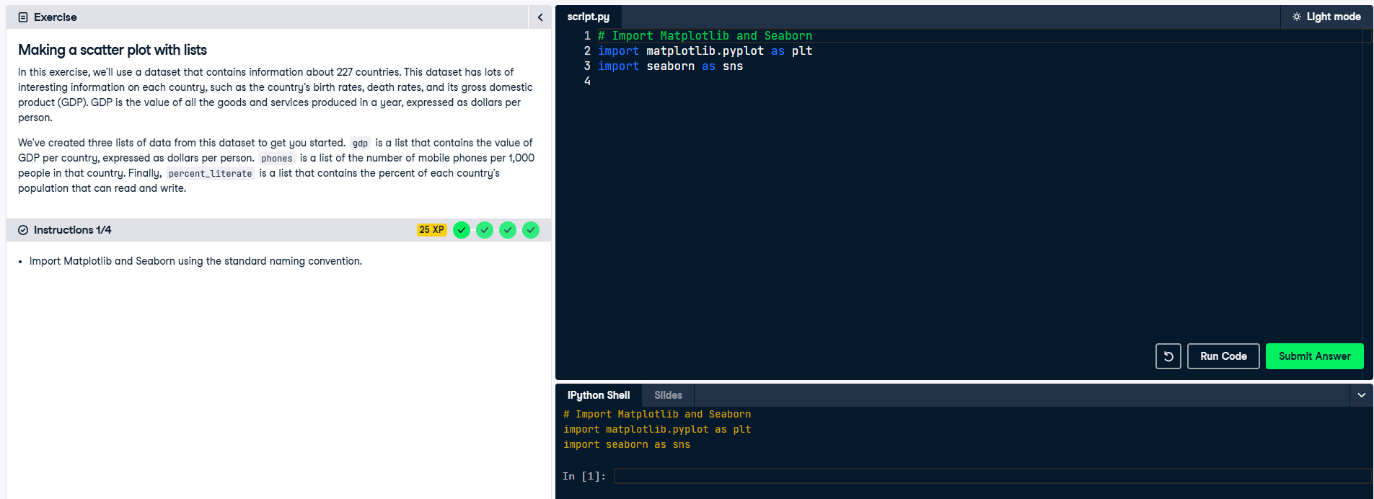 Exercise
Making a scatter plot with lists
In this exercise, we'll use a dataset that contains information about 227 countries. This dataset has lots of
interesting information on each country, such as the country's birth rates, death rates, and its gross domestic
product (GDP). GDP is the value of all the goods and services produced in a year, expressed as dollars per
person.
We've created three lists of data from this dataset to get you started. gdp is a list that contains the value of
GDP per country, expressed as dollars per person. phones is a list of the number of mobile phones per 1,000
people in that country. Finally, percent_literate is a list that contains the percent of each country's
population that can read and write.
Instructions 1/4
25 XP
• Import Matplotlib and Seaborn using the standard naming convention.
script.py
Light mode
1 # Import Matplotlib and Seaborn
2 import matplotlib.pyplot as plt
3 import seaborn as sns
4
Run Code
Submit Answer
IPython Shell
Slides
# Import Matplotlib and Seaborn
import matplotlib.pyplot as plt
import seaborn as sns
In [1]: